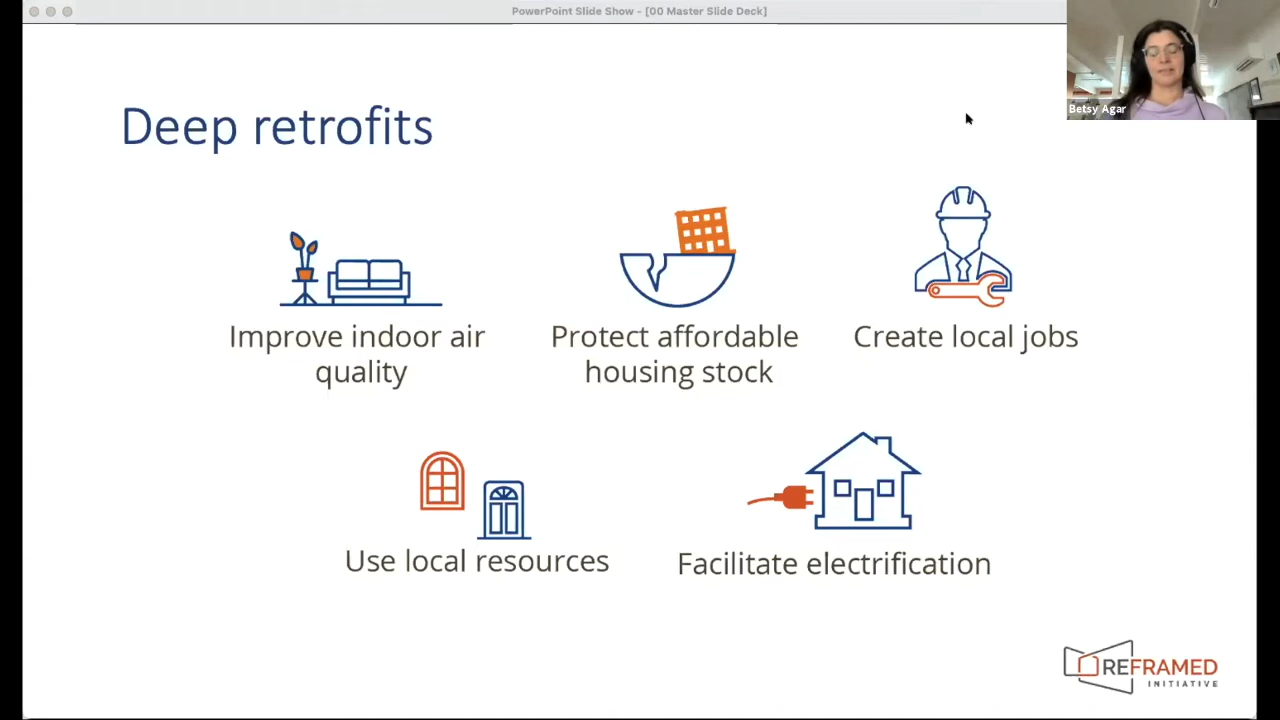 PowerPoint Slide Show - [00 Master Slide Deck]
Betsy Agar
Deep retrofits
Improve indoor air
quality
Protect affordable
housing stock
Create local jobs
Use local resources
Facilitate electrification
REFRAMED
INITIATIVE